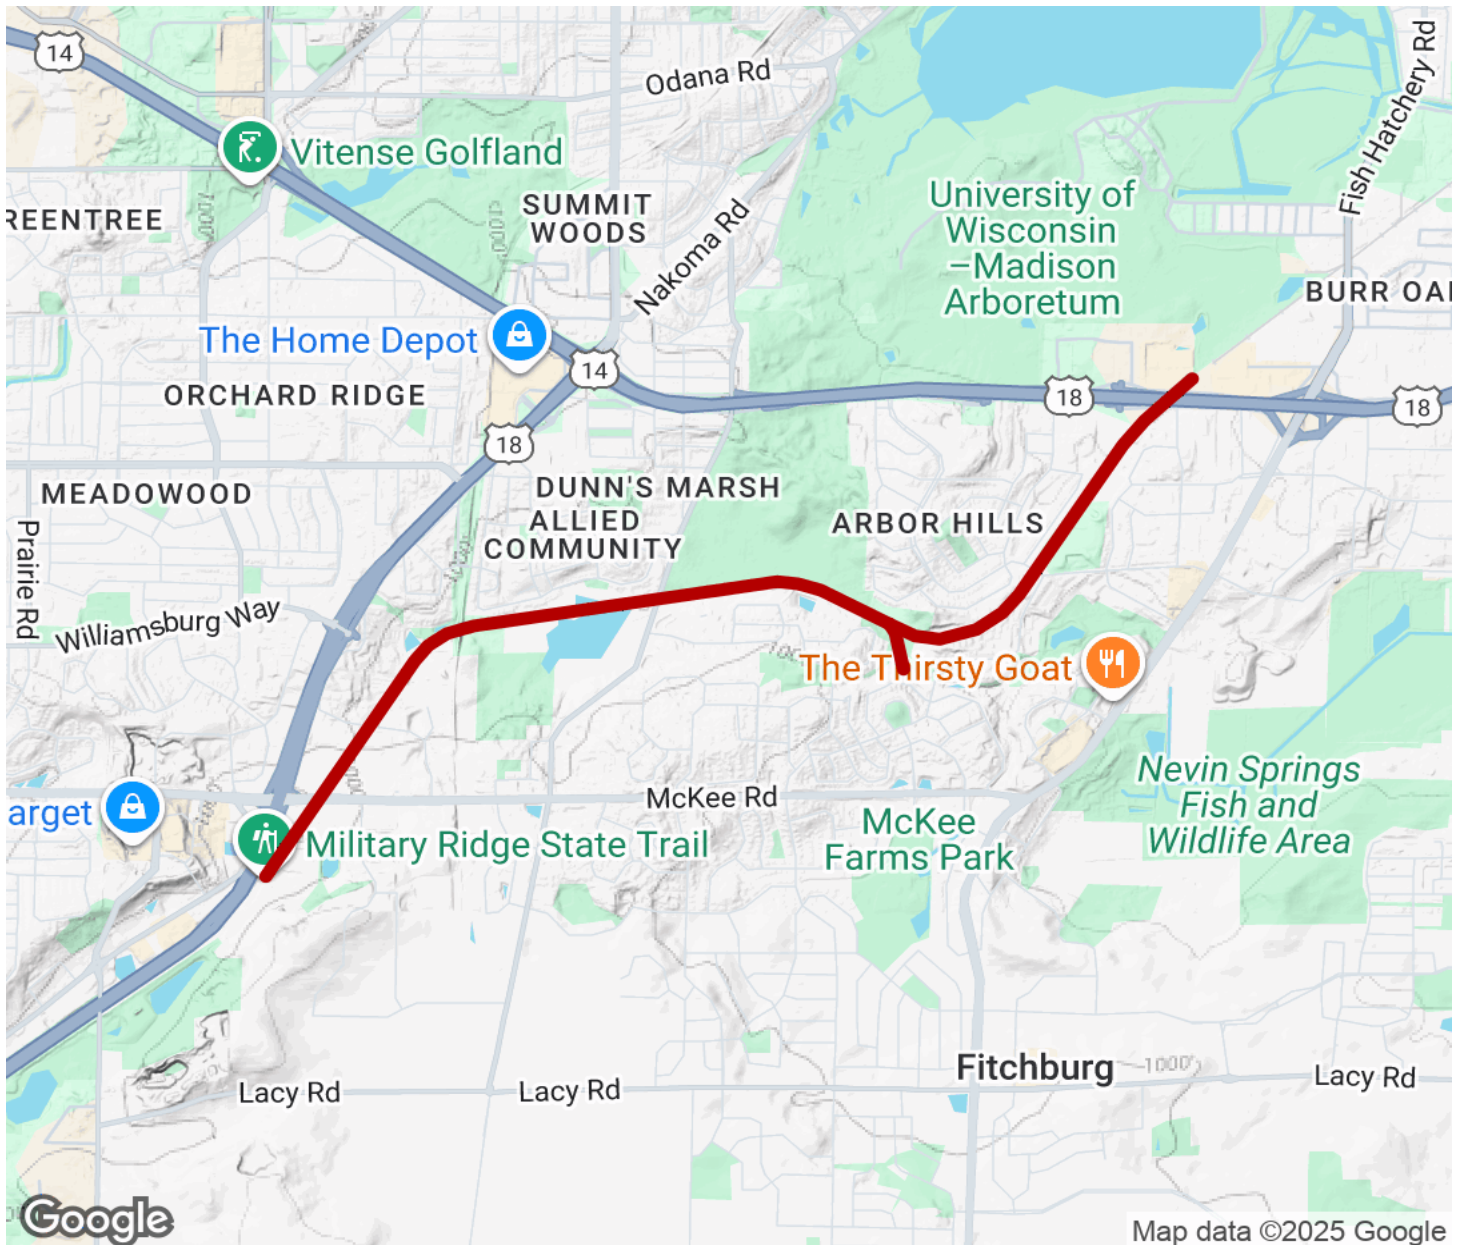 14
Odana Rd
Fish Hatchery Rd
Vitense Golfland
REENTREE
SUMMIT
WOODS
Nakoma Rd
University of
Wisconsin
–Madison
Arboretum
BURR OA
The Home Depot
14
ORCHARD RIDGE
18
18
18
MEADOWOOD
DUNN'S MARSH
ALLIED
COMMUNITY
ARBOR HILLS
Prairie Rd
Williamsburg Way
The Thirsty Goat
McKee Rd
Nevin Springs
Fish and
Wildlife Area
arget
Military Ridge State Trail
McKee
Farms Park
Fitchburg
1000'
Lacy Rd
Lacy Rd
Lacy Rd
Google
Map data ©2025 Google